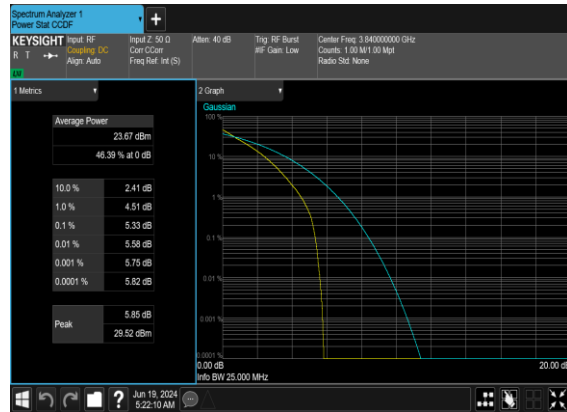 Spectrum Analyzer 1
Power Stat CCDF
+
KEYSIGHT
R T
LV
Input: RF
Coupling: DC
Align: Auto
Input Z: 50 Ω
Corr CCorr
Freq Ref: Int (S)
Atten: 40 dB
Trig: RF Burst
#IF Gain: Low
Center Freq: 3.840000000 GHz
Counts: 1.00 M/1.00 Mpt
Radio Std: None
1 Metrics
Average Power
23.67 dBm
46.39 % at 0 dB
10.0 % 2.41 dB
1.0 % 4.51 dB
0.1 % 5.33 dB
0.01 % 5.58 dB
0.001 % 5.75 dB
0.0001 % 5.82 dB
Peak
5.85 dB
29.52 dBm
2 Graph
Gaussian
100 %
10 %
1 %
0.1 %
0.01 %
0.001 %
0.0001 %
0.00 dB
20.00 dB
Info BW 25.000 MHz
?
Jun 19, 2024
5:22:10 AM